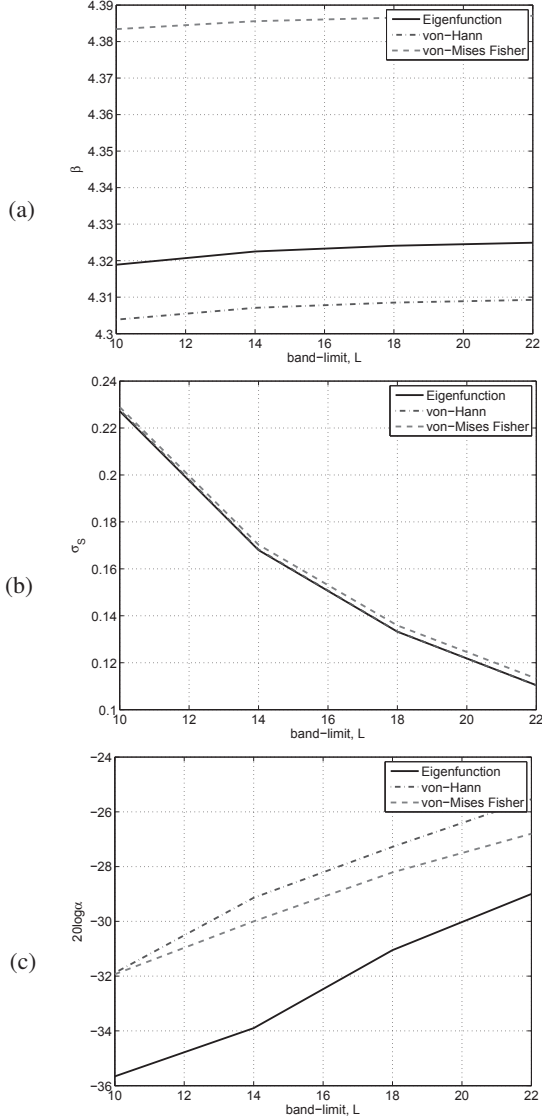 4.39
4.38
4.37
4.36
4.35
4.34
4.33
4.32
4.31
4.3
β
(a)
Eigenfunction
von−Hann
von−Mises Fisher
10 12 14 16 18 20 22
band−limit, L
0.24
0.22
0.2
0.18
0.16
0.14
0.12
0.1
σS
(b)
Eigenfunction
von−Hann
von−Mises Fisher
10 12 14 16 18 20 22
band−limit, L
−24
−26
−28
−30
−32
−34
−36
20logα
(c)
Eigenfunction
von−Hann
von−Mises Fisher
10 12 14 16 18 20 22
band−limit, L